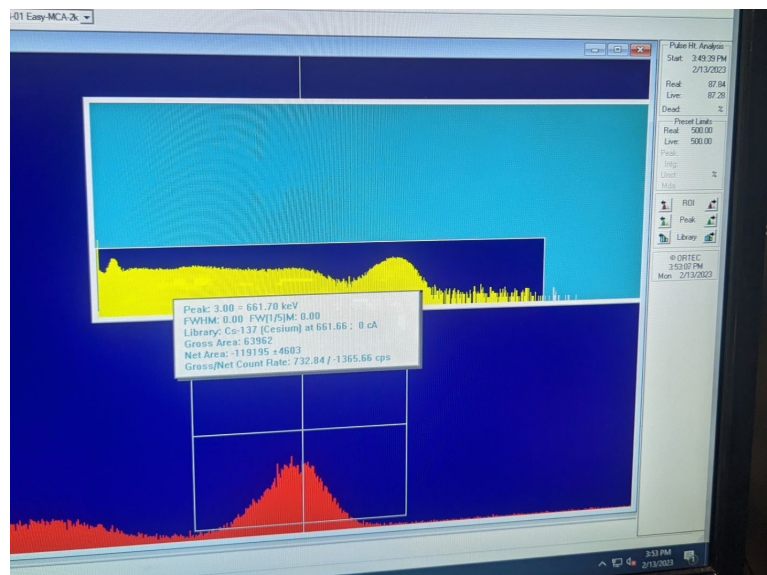 -01 Easy-MCA-2k
Pulse Ht. Analysis
Start: 3:49:39 PM
2/13/2023
Real: 87.84
Live: 87.28
Dead: %
Preset Limits
Real: 500.00
Live: 500.00
Peak:
Intg:
Unct: %
Mda:
ROI
Peak
Library
© ORTEC
3:53:07 PM
Mon 2/13/2023
Peak: 3.00 = 661.70 keV
FWHM: 0.00 FW[1/5]M: 0.00
Library: Cs-137 [Cesium] at 661.66 ; 0 cA
Gross Area: 63962
Net Area: -119195 ±4603
Gross/Net Count Rate: 732.84 / -1365.66 cps
3:53 PM
2/13/2023